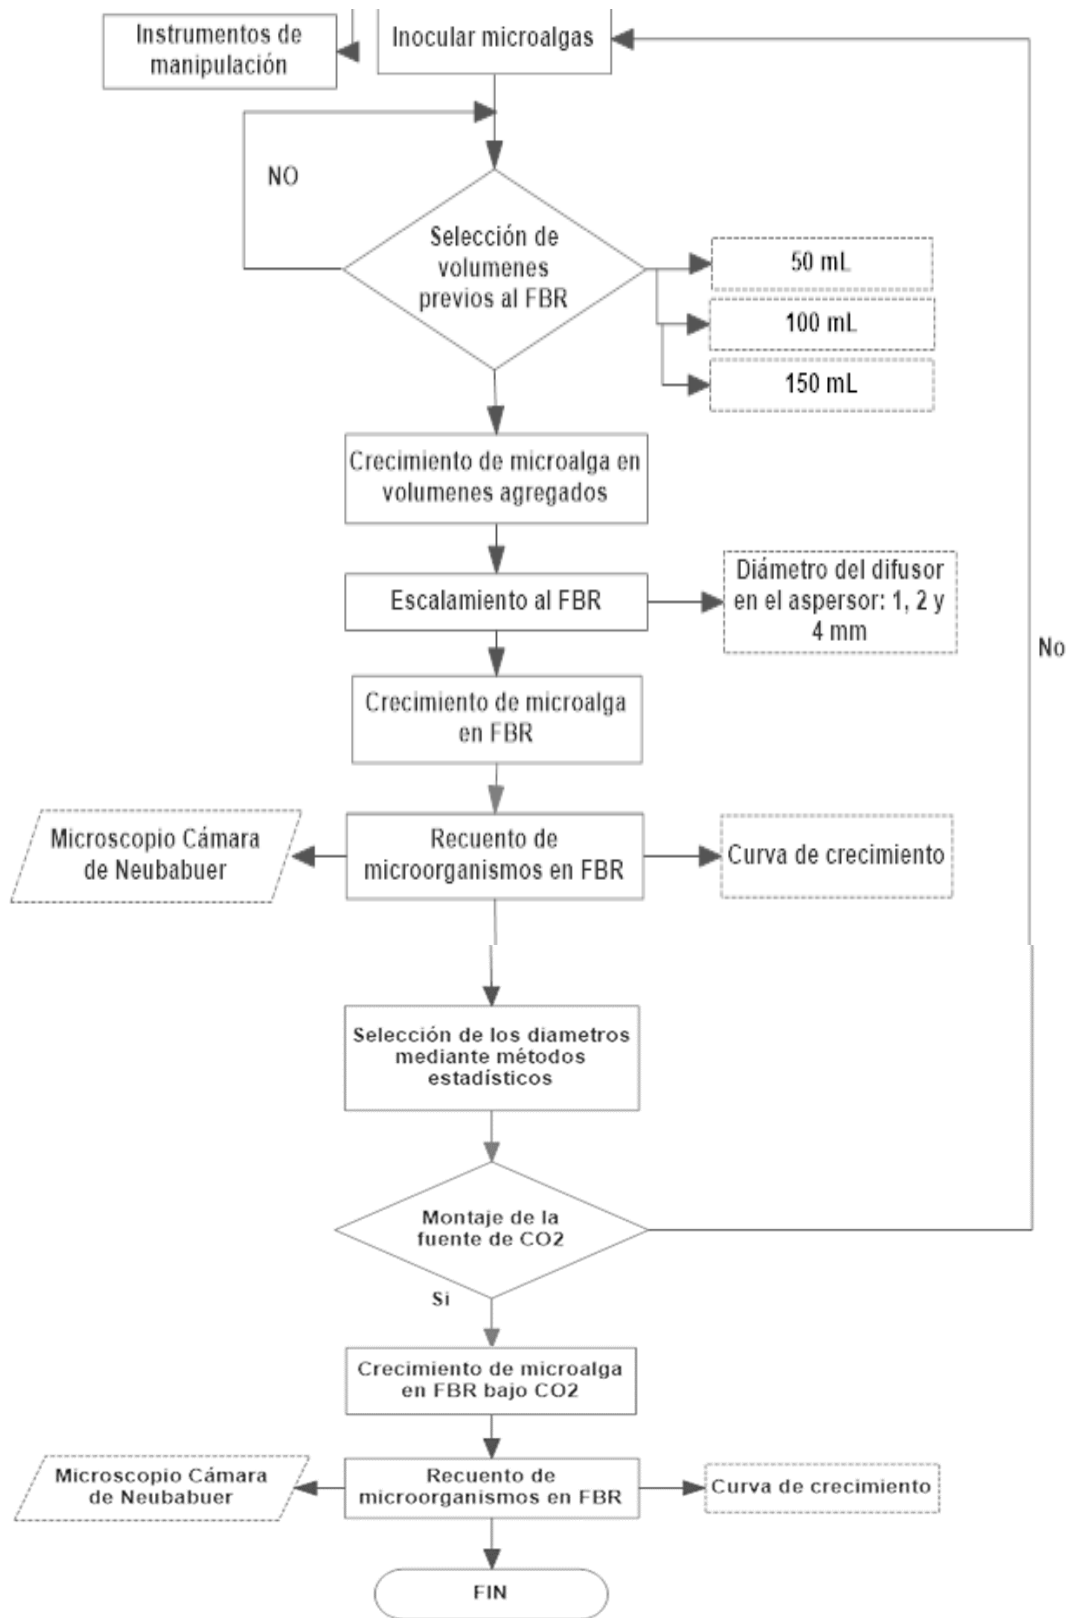 Instrumentos de
manipulación
Inocular microalgas
NO
Selección de
volumenes
previos al FBR
50 mL
100 mL
150 mL
Crecimiento de microalga en
volumenes agregados
Escalamiento al FBR
Diámetro del difusor
en el aspersor: 1, 2 y
4 mm
No
Crecimiento de microalga
en FBR
Microscopio Cámara
de Neubabuer
Recuento de
microorganismos en FBR
Curva de crecimiento
Selección de los diametros
mediante métodos
estadísticos
Montaje de la
fuente de CO2
Si
Crecimiento de microalga
en FBR bajo CO2
Microscopio Cámara
de Neubabuer
Recuento de
microorganismos en FBR
Curva de crecimiento
FIN